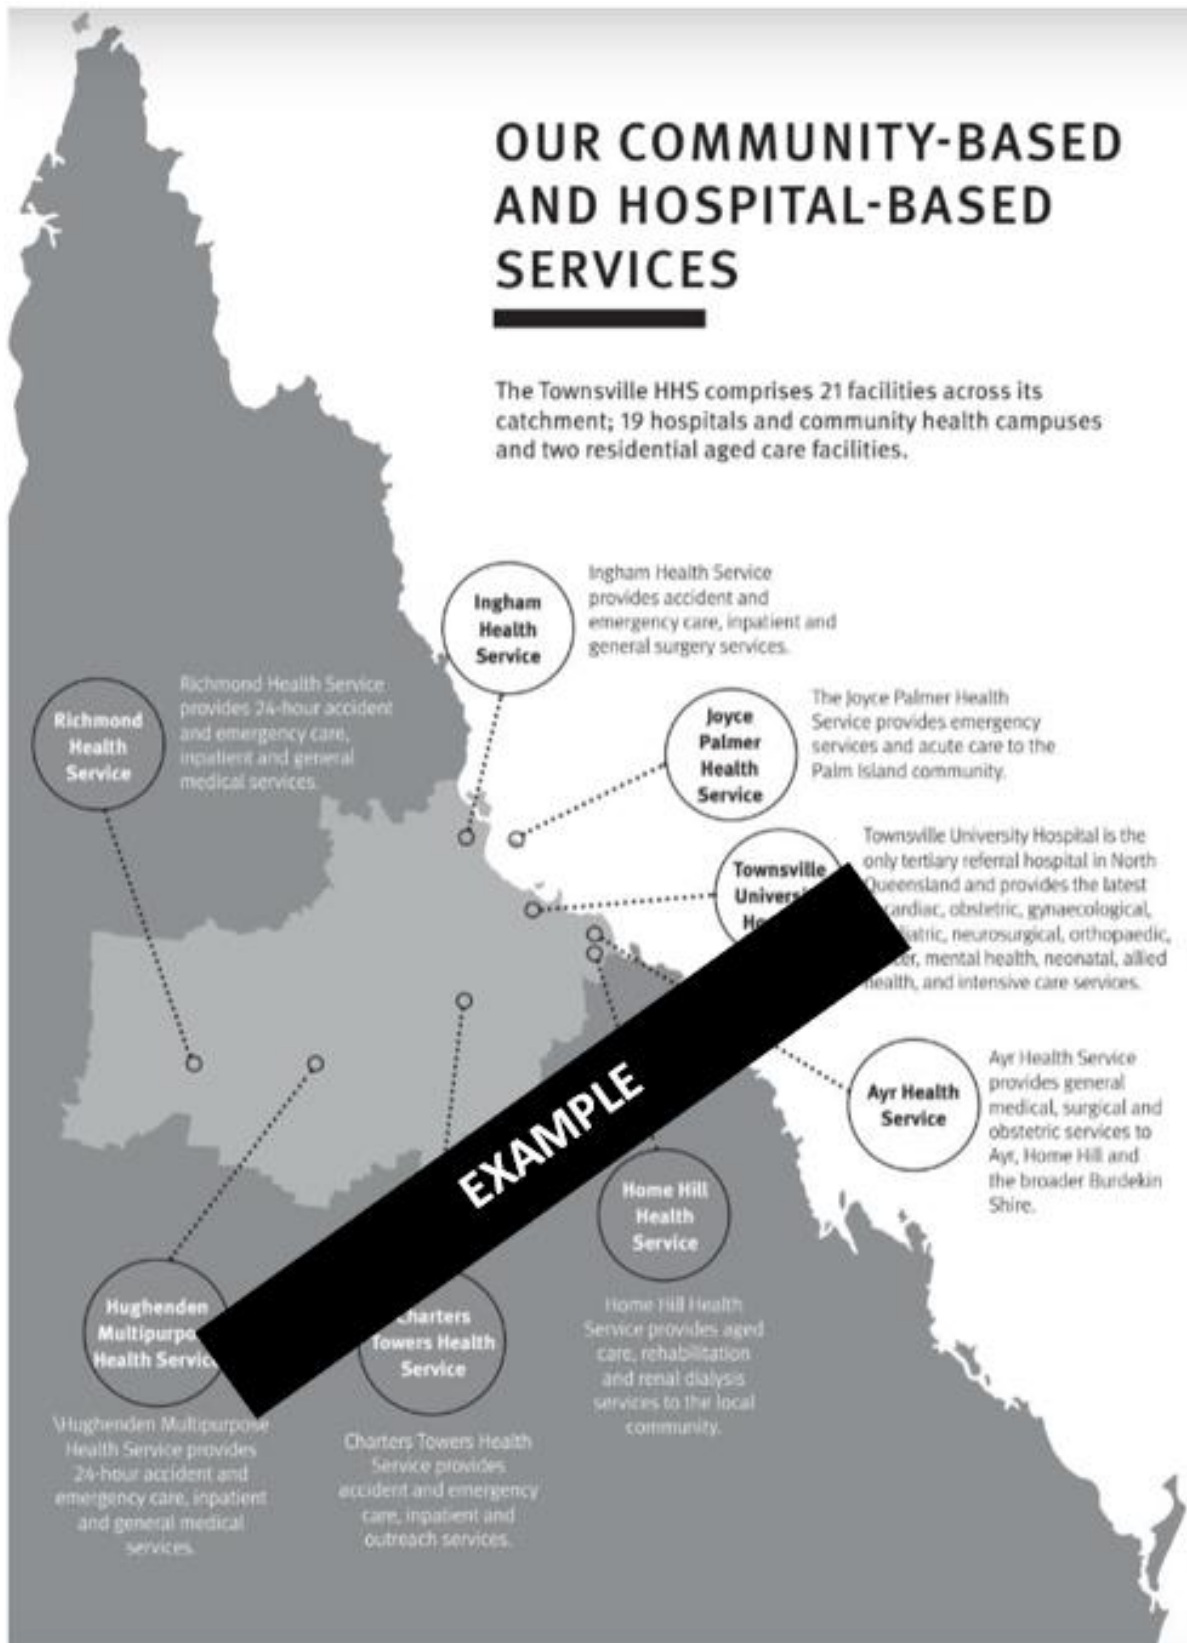 OUR COMMUNITY-BASED
AND HOSPITAL-BASED
SERVICES
The Townsville HHS comprises 21 facilities across its
catchment; 19 hospitals and community health campuses
and two residential aged care facilities.
Ingham
Health
Service
Ingham Health Service
provides accident and
emergency care, inpatient and
general surgery services.
Richmond
Health
Service
Richmond Health Service
provides 24-hour accident
and emergency care,
inpatient and general
medical services.
Joyce
Palmer
Health
Service
The Joyce Palmer Health
Service provides emergency
services and acute care to the
Palm Island community.
Townsville
Townsville University Hospital is the
only tertiary referral hospital in North
Queensland and provides the latest
cardiac, obstetric, gynaecological,
neurosurgical, orthopaedic,
mental health, neonatal, allied
health, and intensive care services.
EXAMPLE
Ayr Health
Service
Ayr Health Service
provides general
medical, surgical and
obstetric services to
Ayr, Home Hill and
the broader Burdekin
Shire.
Home Hill
Health
Service
Home Hill Health
Service provides aged
care, rehabilitation
and renal dialysis
services to the local
community.
Hughenden
Health Service
\Hughenden Multipurpose
Health Service provides
24-hour accident and
emergency care, inpatient
and general medical
services.
Charters
Towers Health
Service
Charters Towers Health
Service provides
accident and emergency
care, inpatient and
outreach services.